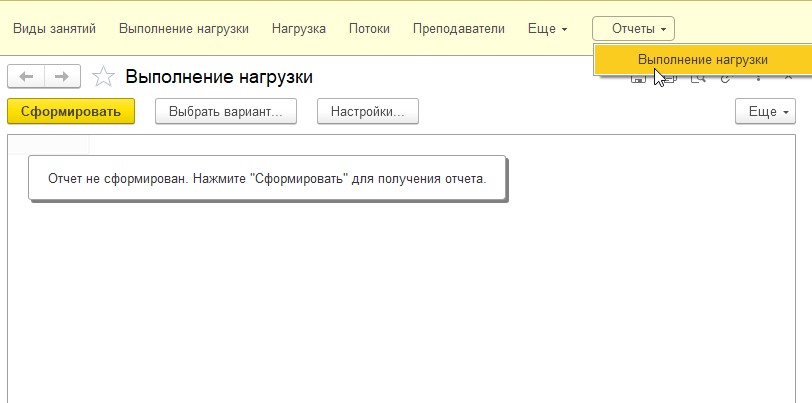 Виды занятий Выполнение нагрузки Нагрузка Потоки Преподаватели Еще Отчеты
Выполнение нагрузки
Выполнение нагрузки
Сформировать Выбрать вариант... Настройки... Еще
Отчет не сформирован. Нажмите "Сформировать" для получения отчета.